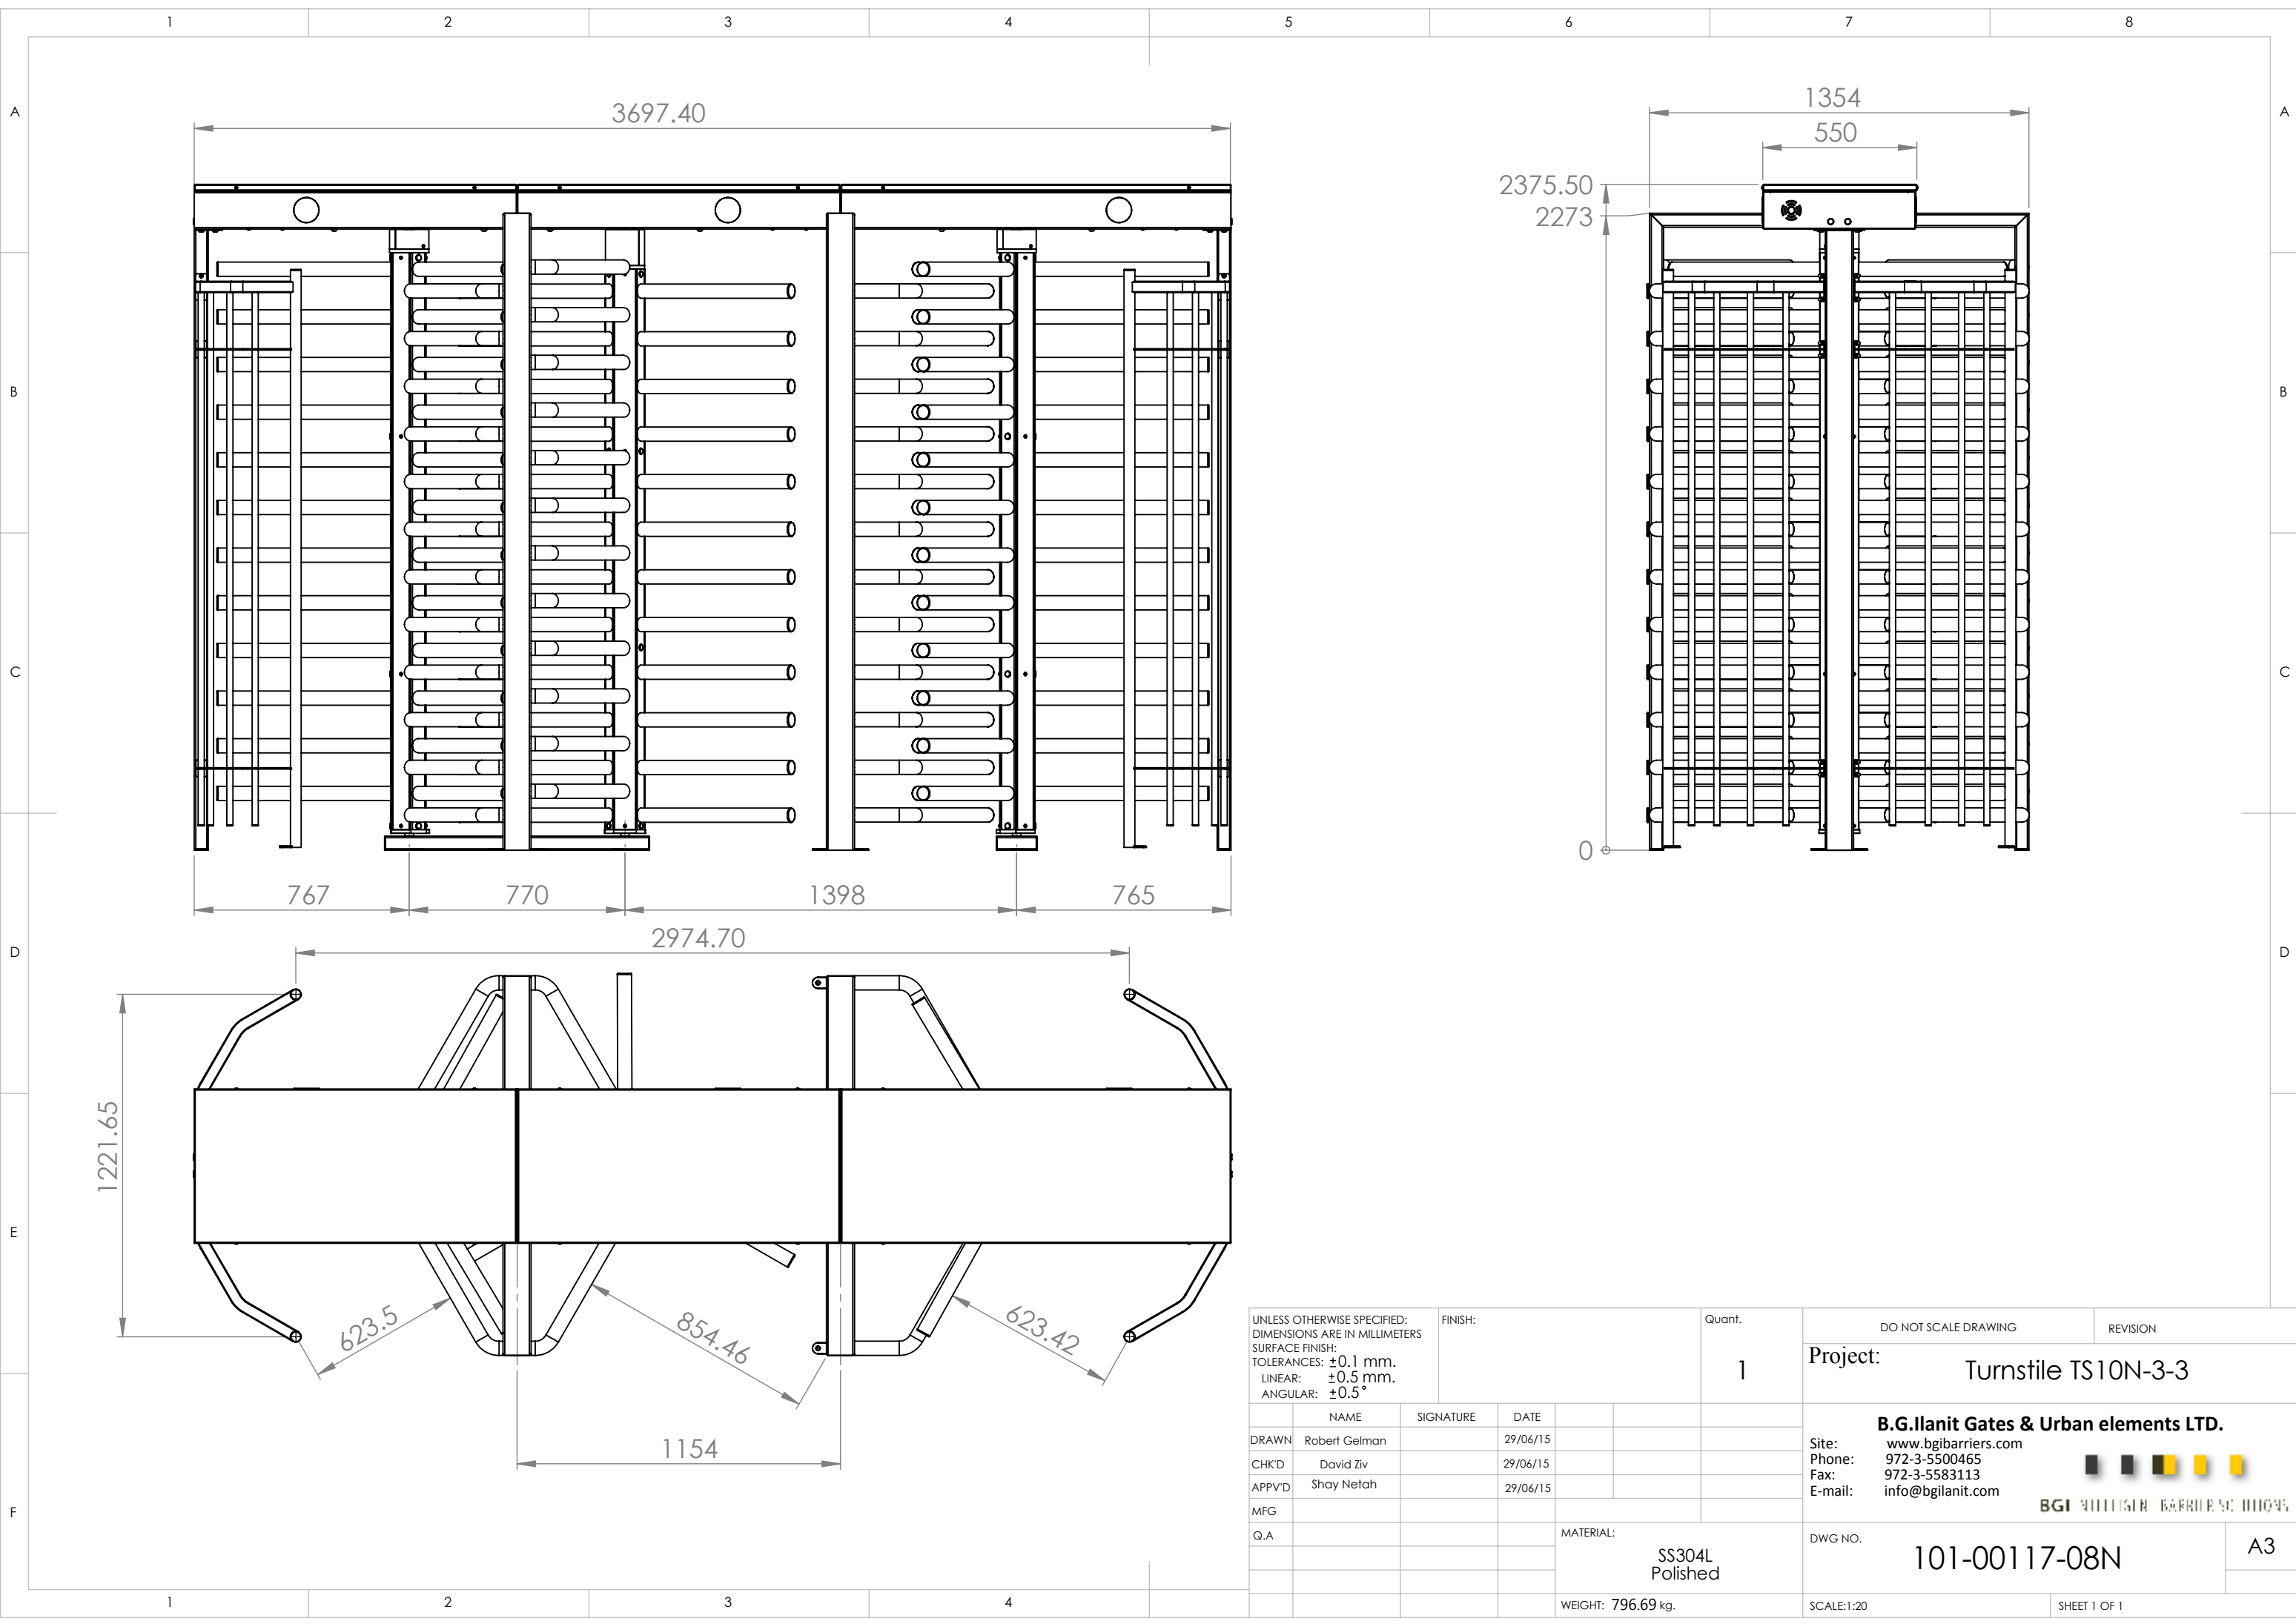 1 2 3 4 5 6 7 8
A A
B B
C C
D D
E
F
3697.40
767 770 1398 765
1354
550
2375.50
2273
0
2974.70
1221.65
623.5
854.46
623.42
1154
UNLESS OTHERWISE SPECIFIED:
DIMENSIONS ARE IN MILLIMETERS
SURFACE FINISH:
TOLERANCES: ±0.1 mm.
LINEAR: ±0.5 mm.
ANGULAR: ±0.5°
FINISH:
Quant.
1
DO NOT SCALE DRAWING
REVISION
Project:
Turnstile TS10N-3-3
NAME SIGNATURE DATE
DRAWN Robert Gelman 29/06/15
CHK'D David Ziv 29/06/15
APPV'D Shay Netah 29/06/15
MFG
Q.A
B.G.Ilanit Gates & Urban elements LTD.
Site: www.bgibarriers.com
Phone: 972-3-5500465
Fax: 972-3-5583113
E-mail: info@bgilanit.com
BGI
MATERIAL:
SS304L
Polished
DWG NO.
101-00117-08N
A3
WEIGHT: 796.69 kg.
SCALE:1:20
SHEET 1 OF 1
1 2 3 4